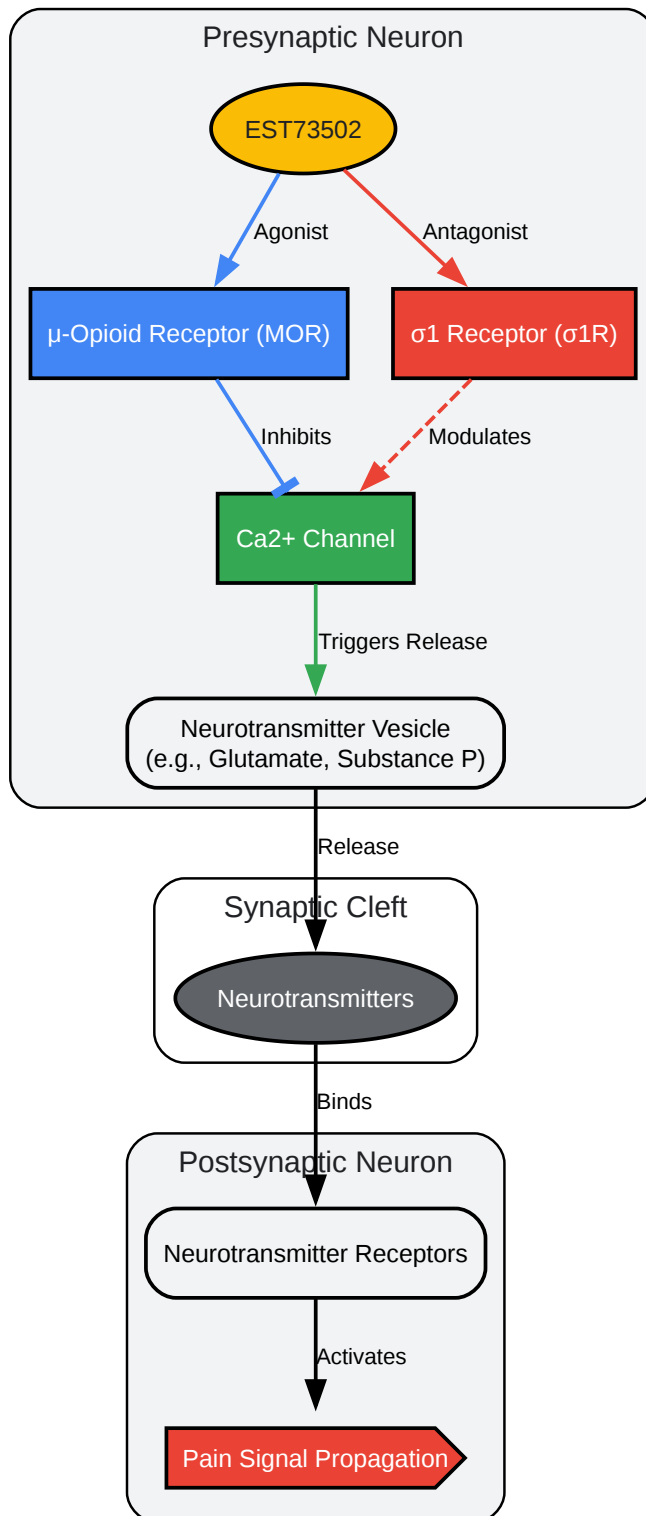 Presynaptic Neuron
EST73502
Agonist
Antagonist
μ-Opioid Receptor (MOR)
σ1 Receptor (σ1R)
Inhibits
Modulates
Ca2+ Channel
Triggers Release
Neurotransmitter Vesicle
(e.g., Glutamate, Substance P)
Release
Synaptic Cleft
Neurotransmitters
Binds
Postsynaptic Neuron
Neurotransmitter Receptors
Activates
Pain Signal Propagation